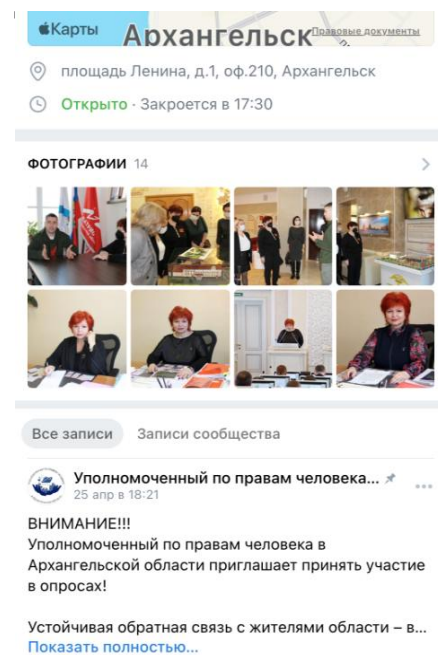 Карты
Архангельск
Правовые документы
площадь Ленина, д.1, оф.210, Архангельск
Открыто · Закроется в 17:30
ФОТОГРАФИИ 14
Все записи Записи сообщества
Уполномоченный по правам человека...
25 апр в 18:21
ВНИМАНИЕ!!!
Уполномоченный по правам человека в
Архангельской области приглашает принять участие
в опросах!
Устойчивая обратная связь с жителями области – в...
Показать полностью...